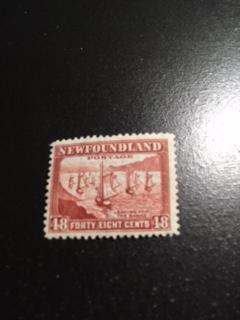 NEWFOUNDLAND
POSTAGE
48 FORTY EIGHT CENTS 48